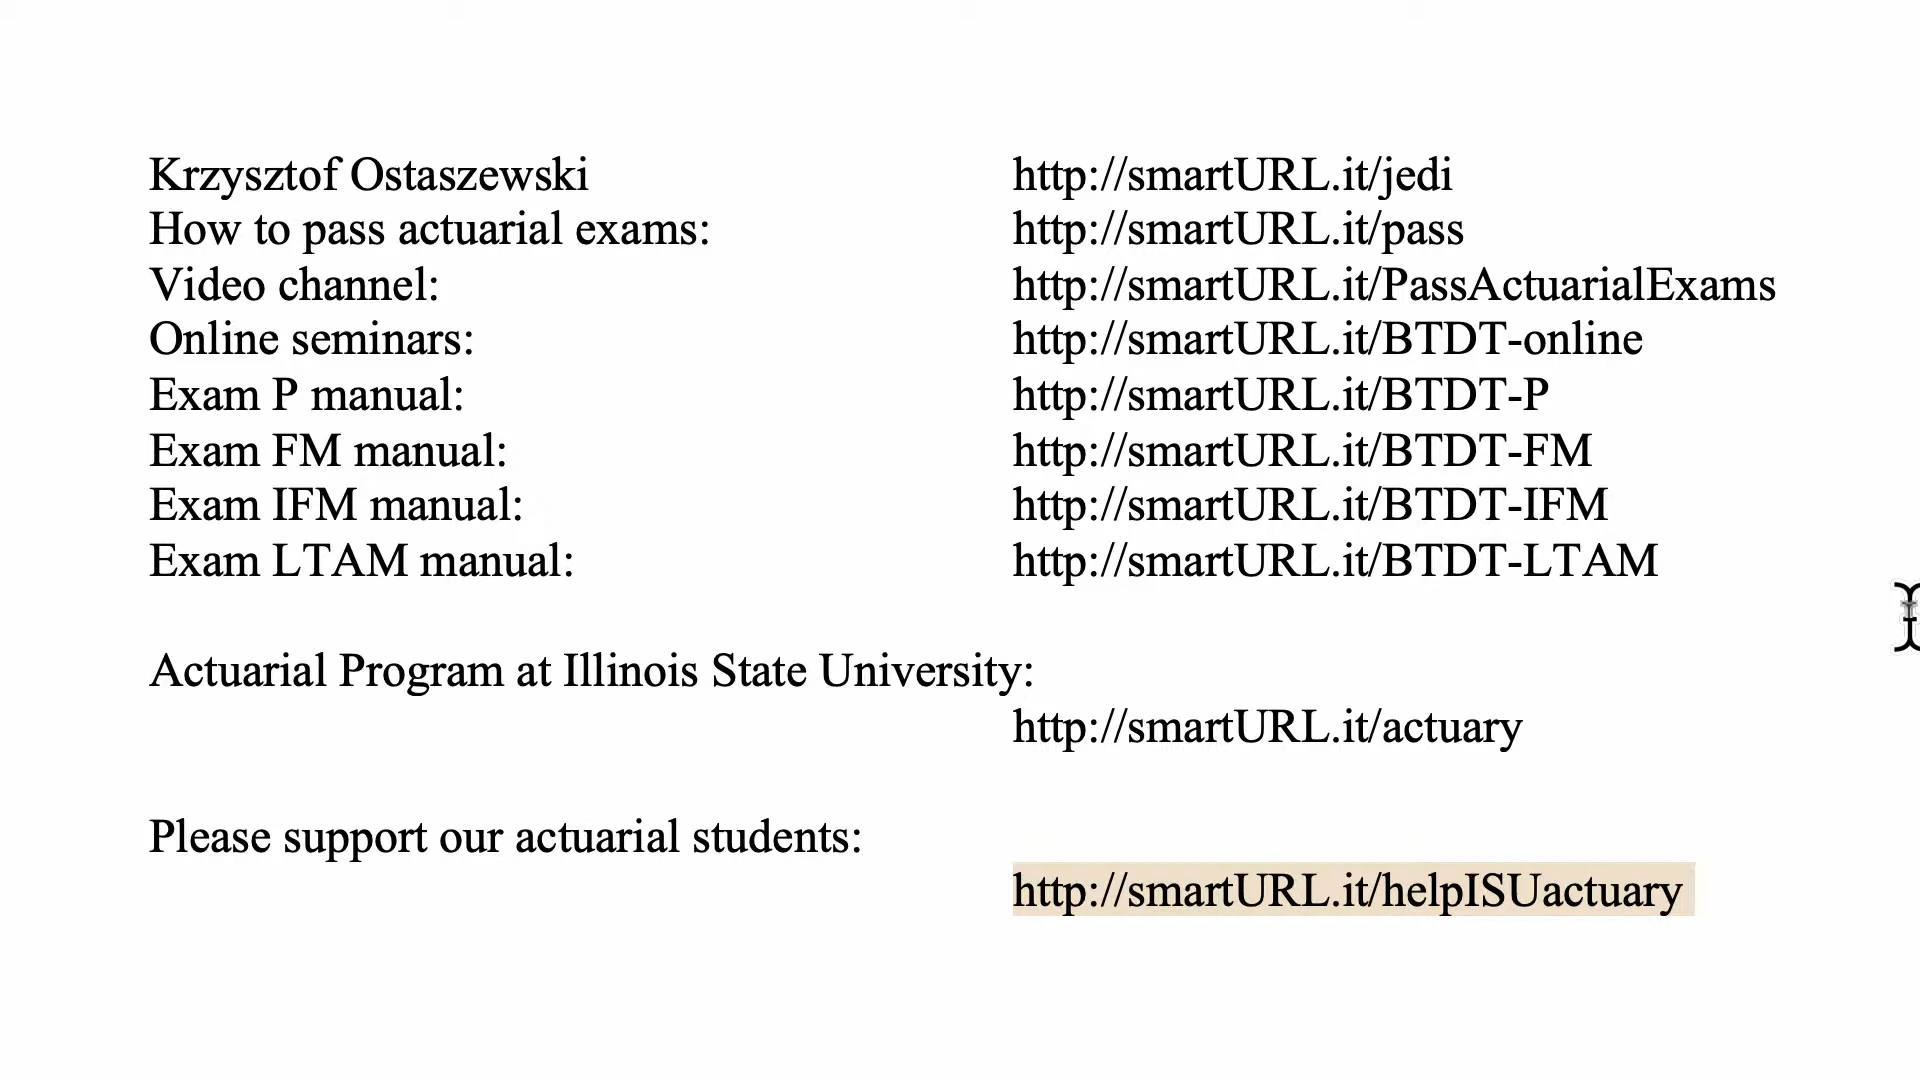 Krzysztof Ostaszewski http://smartURL.it/jedi
How to pass actuarial exams: http://smartURL.it/pass
Video channel: http://smartURL.it/PassActuarialExams
Online seminars: http://smartURL.it/BTDT-online
Exam P manual: http://smartURL.it/BTDT-P
Exam FM manual: http://smartURL.it/BTDT-FM
Exam IFM manual: http://smartURL.it/BTDT-IFM
Exam LTAM manual: http://smartURL.it/BTDT-LTAM
Actuarial Program at Illinois State University:
http://smartURL.it/actuary
Please support our actuarial students:
http://smartURL.it/helpISUactuary